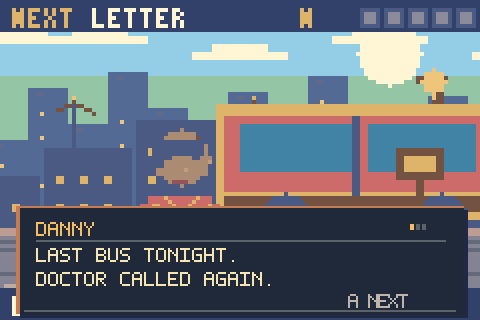 NEXT LETTER N
DANNY
LAST BUS TONIGHT.
DOCTOR CALLED AGAIN.
A NEXT